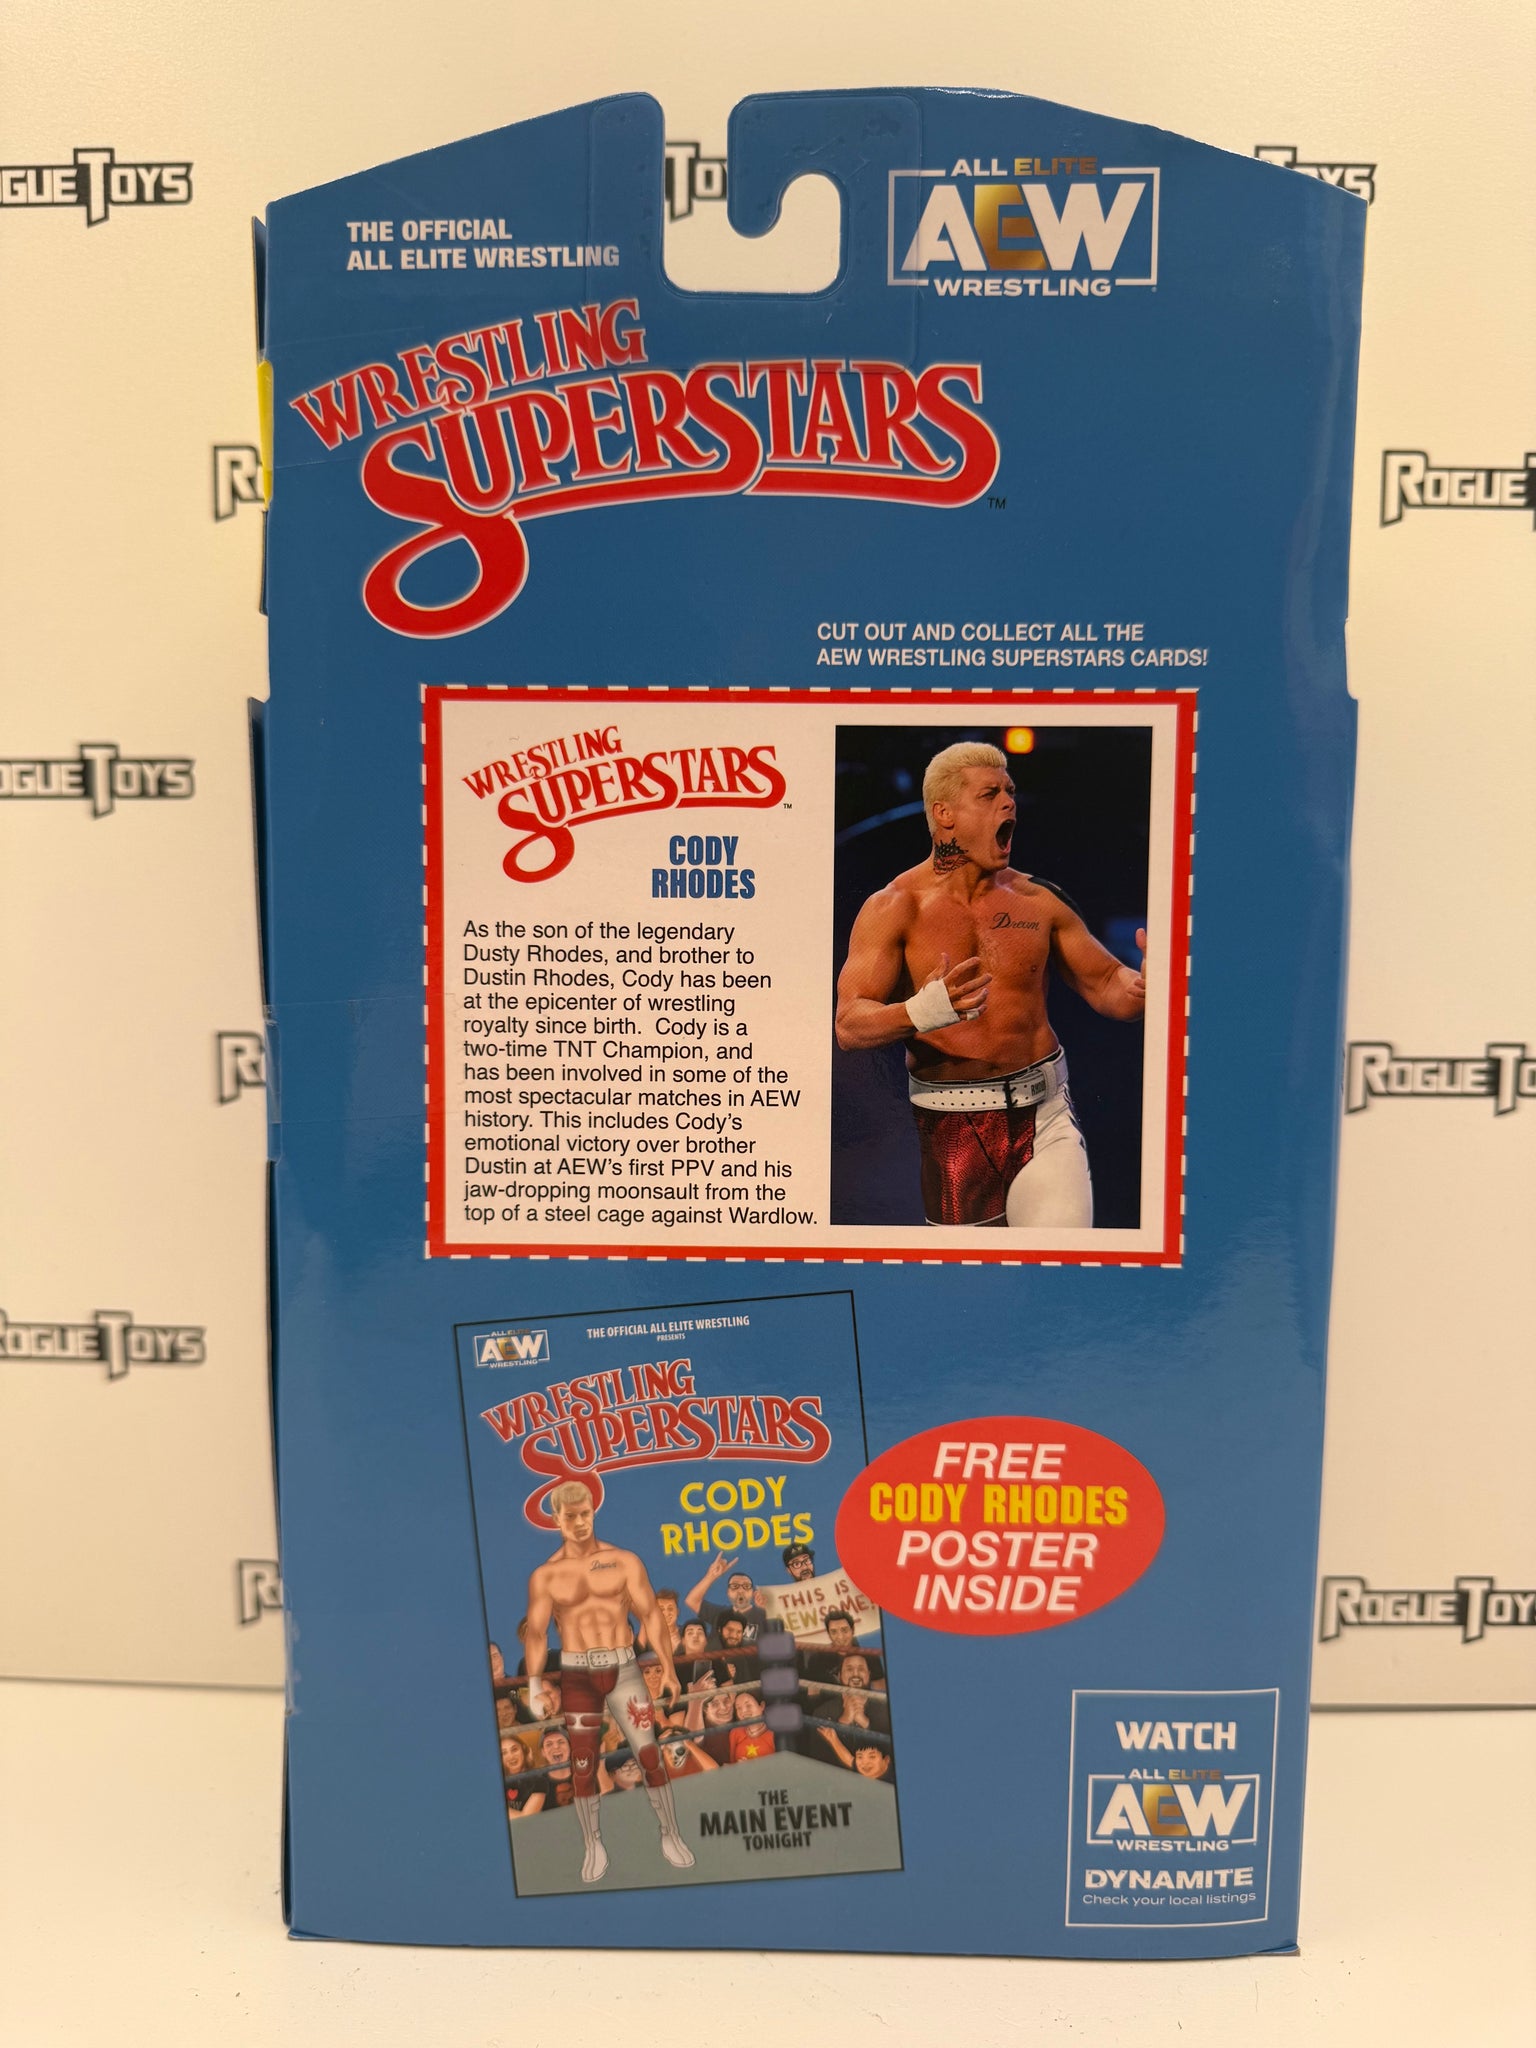 THE OFFICIAL
ALL ELITE WRESTLING
ALL ELITE
AEW
WRESTLING
WRESTLING
SUPERSTARS
™
CUT OUT AND COLLECT ALL THE
AEW WRESTLING SUPERSTARS CARDS!
WRESTLING
SUPERSTARS
™
CODY
RHODES
As the son of the legendary
Dusty Rhodes, and brother to
Dustin Rhodes, Cody has been
at the epicenter of wrestling
royalty since birth. Cody is a
two-time TNT Champion, and
has been involved in some of the
most spectacular matches in AEW
history. This includes Cody's
emotional victory over brother
Dustin at AEW's first PPV and his
jaw-dropping moonsault from the
top of a steel cage against Wardlow.
Dream
ALL ELITE
AEW
WRESTLING
THE OFFICIAL ALL ELITE WRESTLING
PRESENTS
WRESTLING
SUPERSTARS
CODY
RHODES
Dream
THIS IS
AEWSOME!
THE
MAIN EVENT
TONIGHT
FREE
CODY RHODES
POSTER
INSIDE
WATCH
ALL ELITE
AEW
WRESTLING
DYNAMITE
Check your local listings
ROGUE TOYS
ROGUE TOYS
ROGUE TOYS
ROGUE TOYS